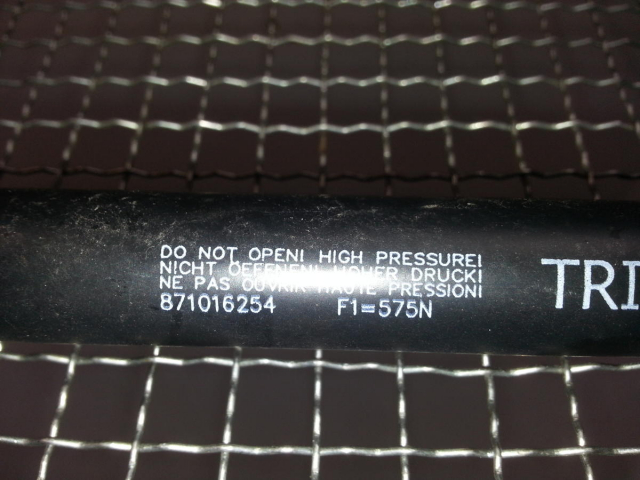 DO NOT OPEN! HIGH PRESSURE!
NICHT OEFFNEN! HOHER DRUCK!
NE PAS OUVRIR HAUTE PRESSION!
871016254 F1=575N
TRI